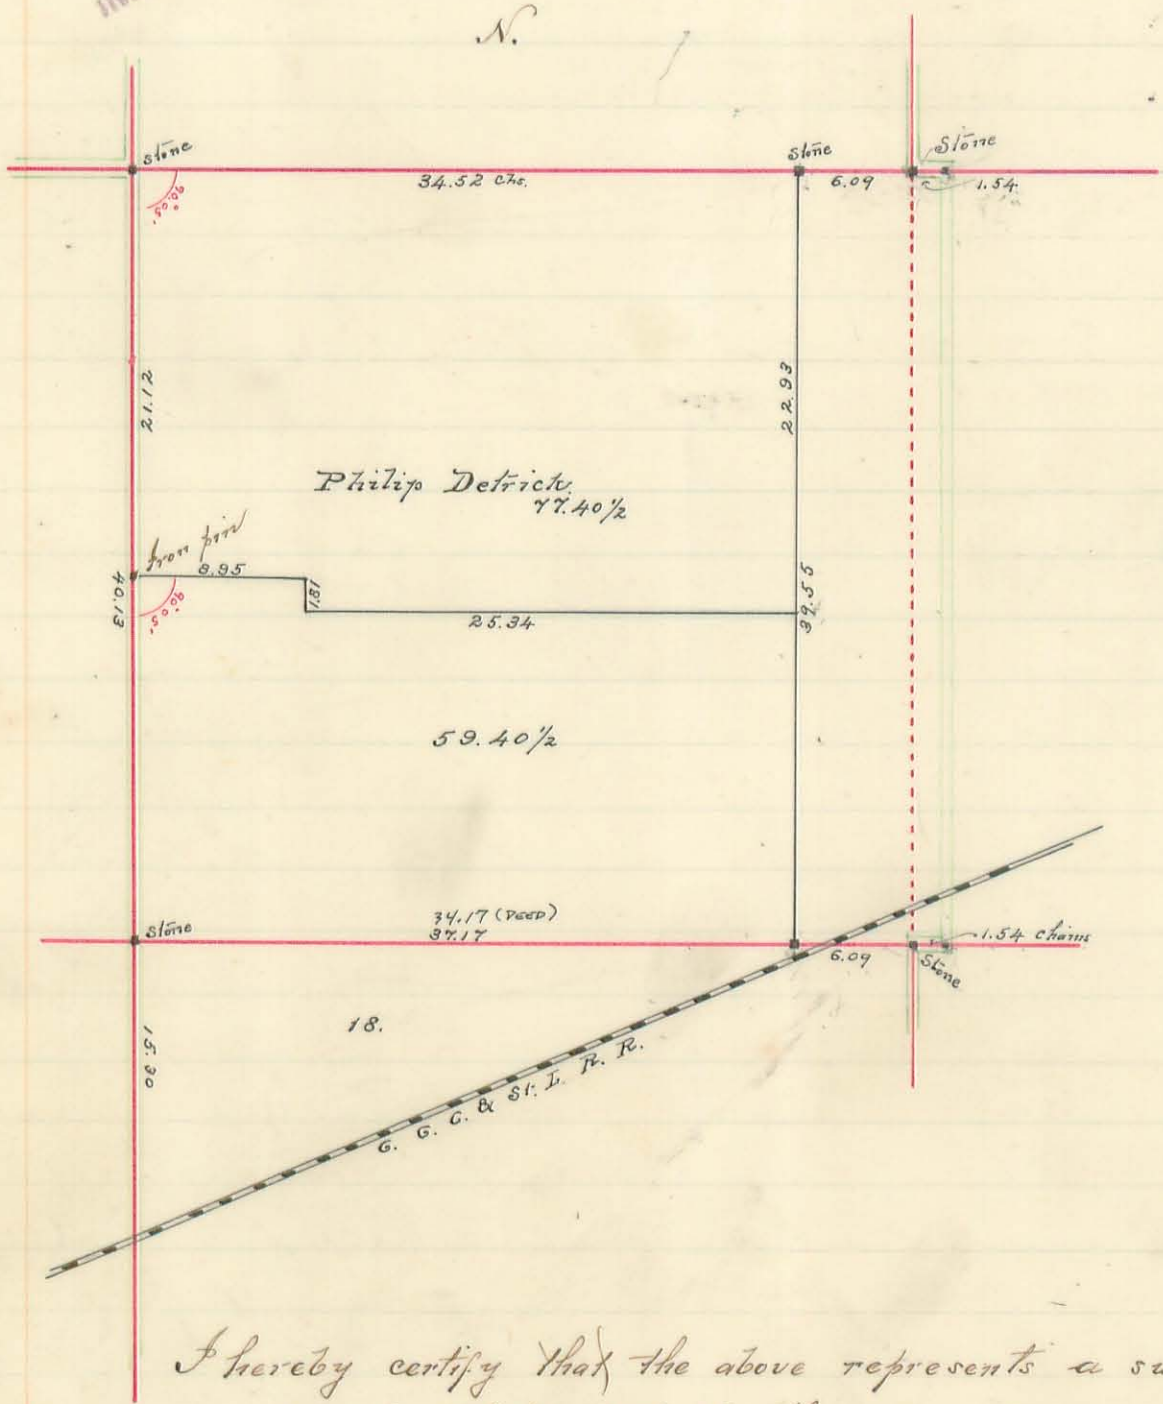 N.
Stone
Stone
Stone
34.52 chs.
6.09
1.54
90°.05'
21.12
22.93
Philip Detrick.
77.40 1/2
Iron pin
8.95
40.13
1.81
39.55
90°05'
25.34
59.40 1/2
Stone
34.17 (DEED)
37.17
1.54 chains
6.09
Stone
18.
15.30
C. C. C. & St. L. R. R.
I hereby certify that the above represents a su